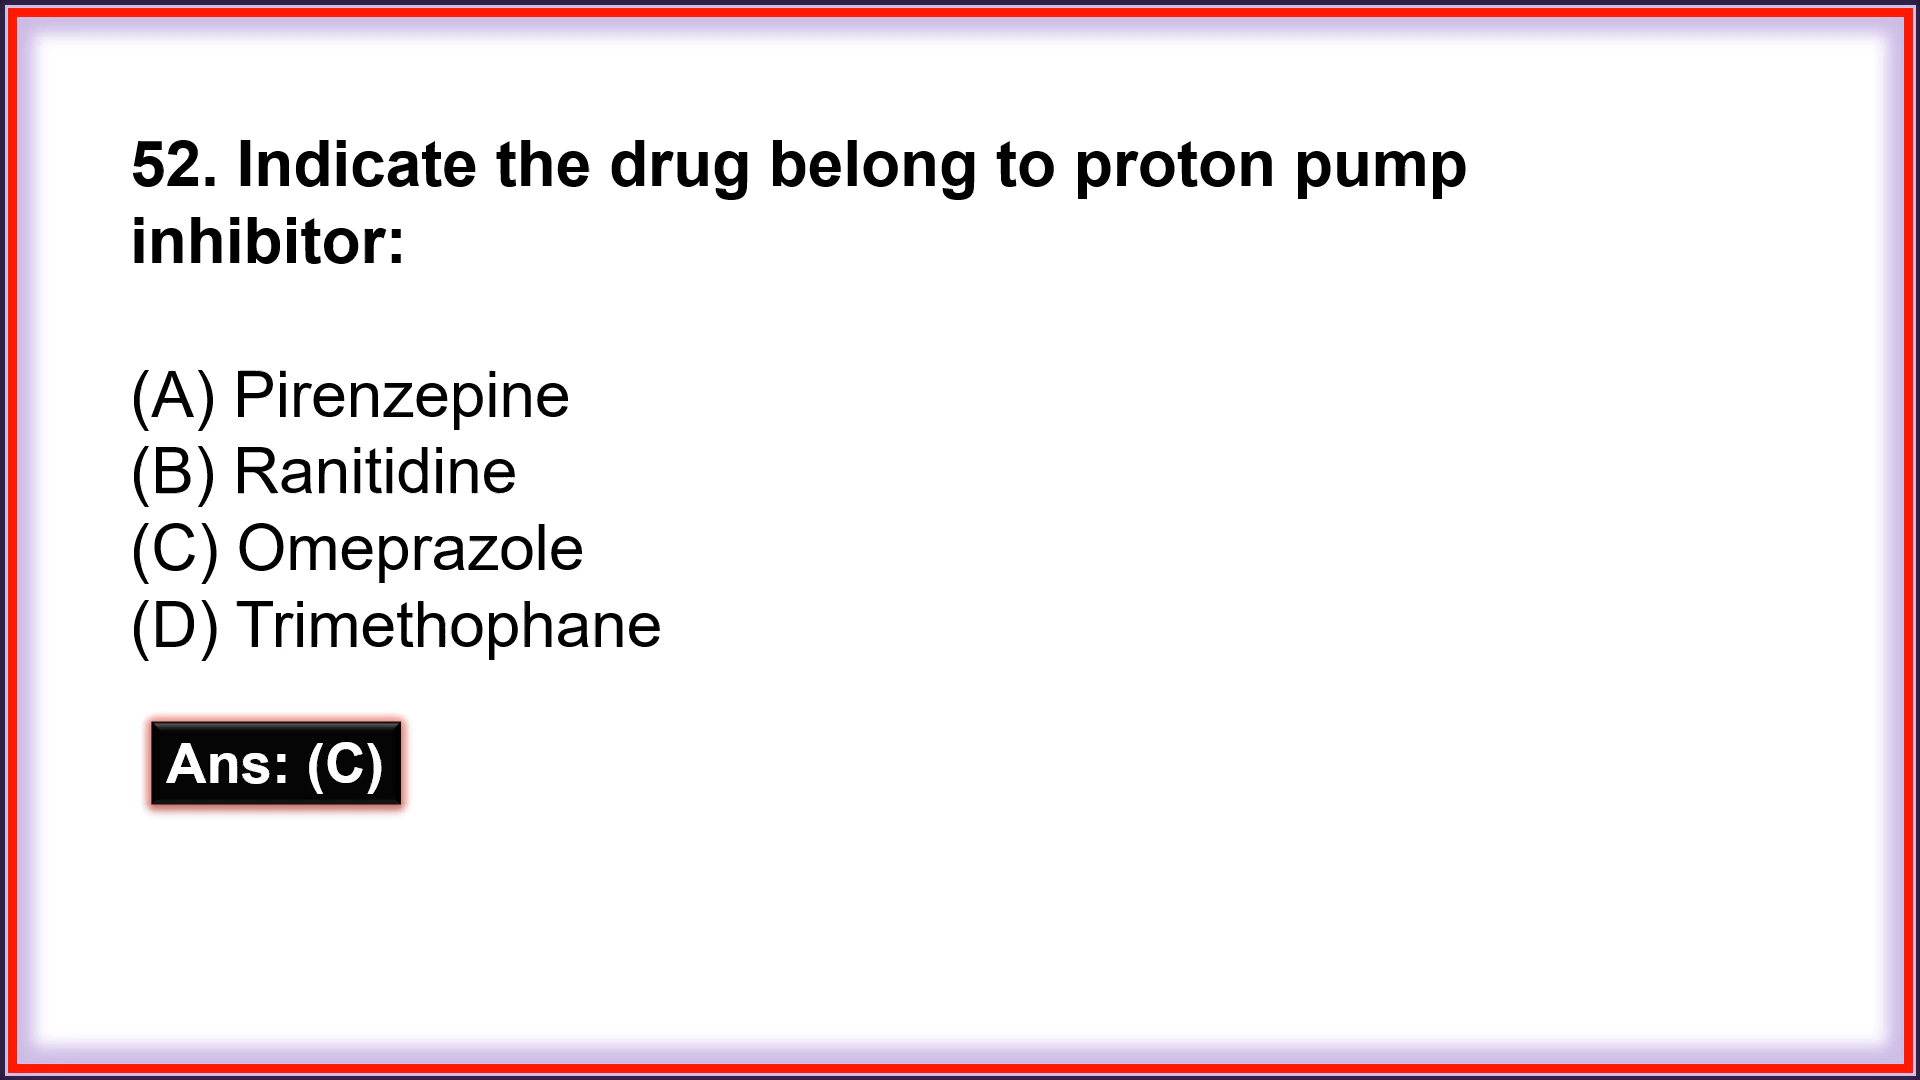 52. Indicate the drug belong to proton pump
inhibitor:
(A) Pirenzepine
(B) Ranitidine
(C) Omeprazole
(D) Trimethophane
Ans: (C)